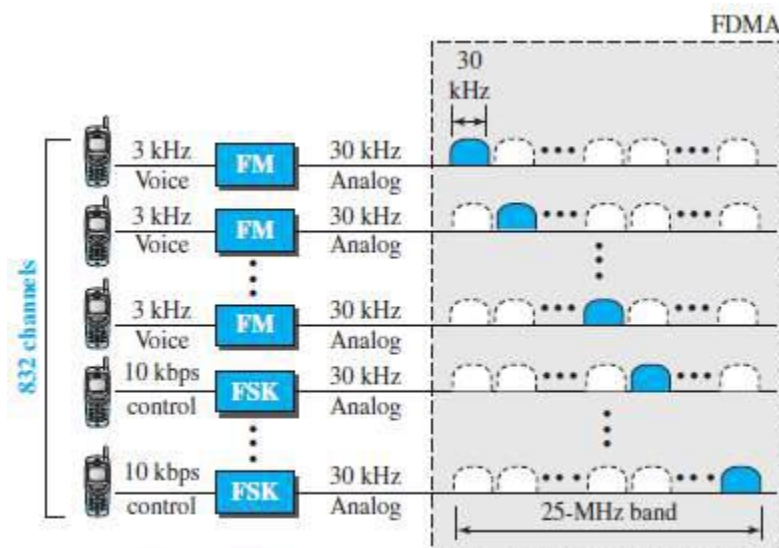 FDMA
30
kHz
3 kHz FM 30 kHz
Voice Analog
3 kHz FM 30 kHz
Voice Analog
3 kHz FM 30 kHz
Voice Analog
10 kbps FSK 30 kHz
control Analog
10 kbps FSK 30 kHz
control Analog
832 channels
25-MHz band